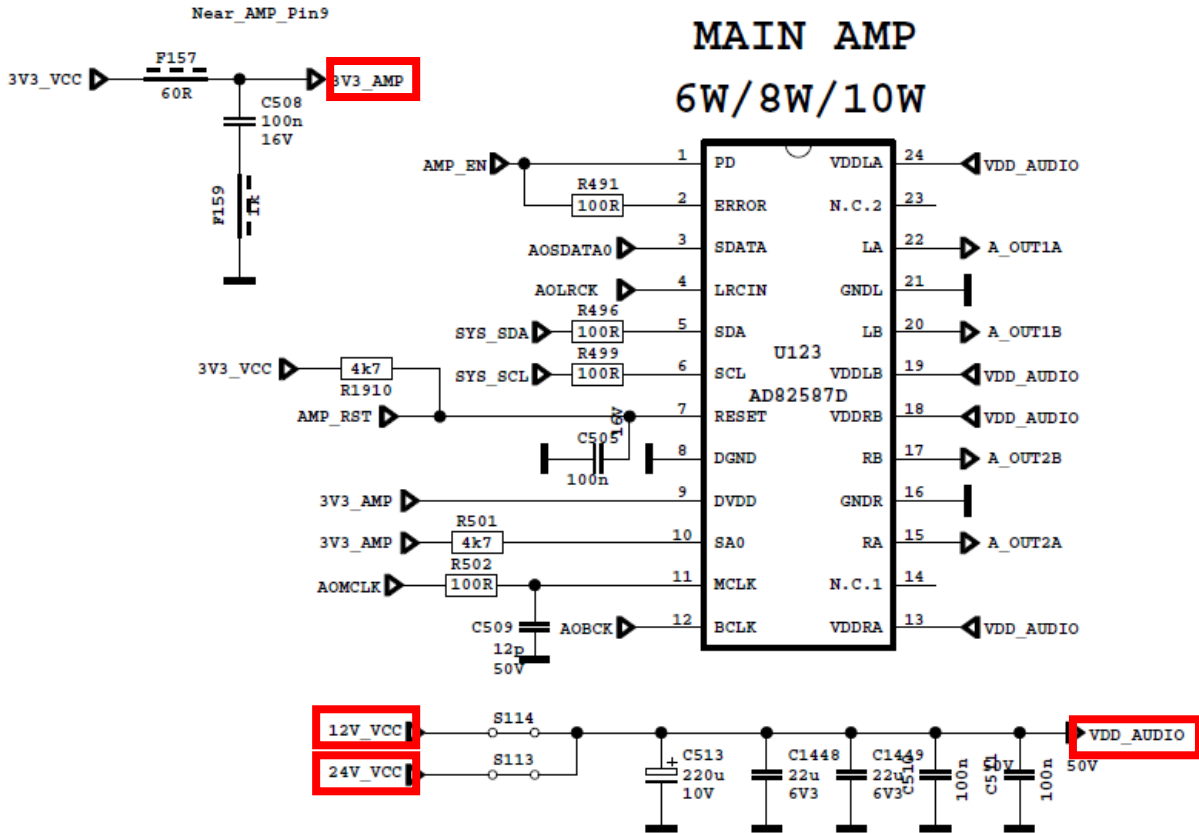 Near_AMP_Pin9
MAIN AMP
6W/8W/10W
F157
3V3_VCC
3V3_AMP
60R
C508
100n
16V
F159
1k
AMP_EN
1 PD VDDLA 24
VDD_AUDIO
R491
100R
2 ERROR N.C.2 23
AOSDATA0
3 SDATA LA 22
A_OUT1A
AOLRCK
4 LRCIN GNDL 21
R496
SYS_SDA
100R
5 SDA LB 20
A_OUT1B
U123
R499
3V3_VCC
4k7
R1910
SYS_SCL
100R
6 SCL VDDLB 19
VDD_AUDIO
AD82587D
AMP_RST
7 RESET VDDRB 18
VDD_AUDIO
16V
C505
100n
8 DGND RB 17
A_OUT2B
3V3_AMP
9 DVDD GNDR 16
R501
3V3_AMP
4k7
10 SA0 RA 15
A_OUT2A
R502
AOMCLK
100R
11 MCLK N.C.1 14
C509
12p
50V
AOBCK
12 BCLK VDDRA 13
VDD_AUDIO
12V_VCC
S114
24V_VCC
S113
VDD_AUDIO
C513
220u
10V
C1448
22u
6V3
C1449
22u
6V3
100n
100n
50V